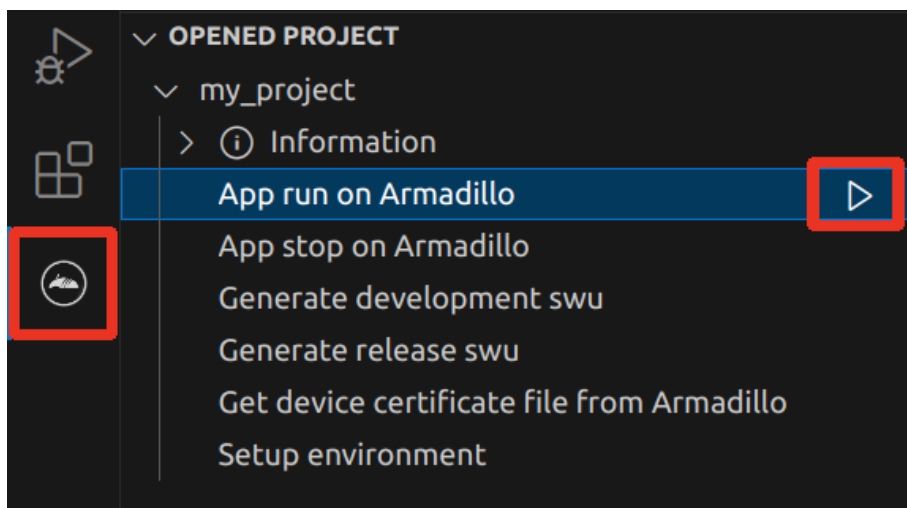 OPENED PROJECT
my_project
Information
App run on Armadillo
App stop on Armadillo
Generate development swu
Generate release swu
Get device certificate file from Armadillo
Setup environment